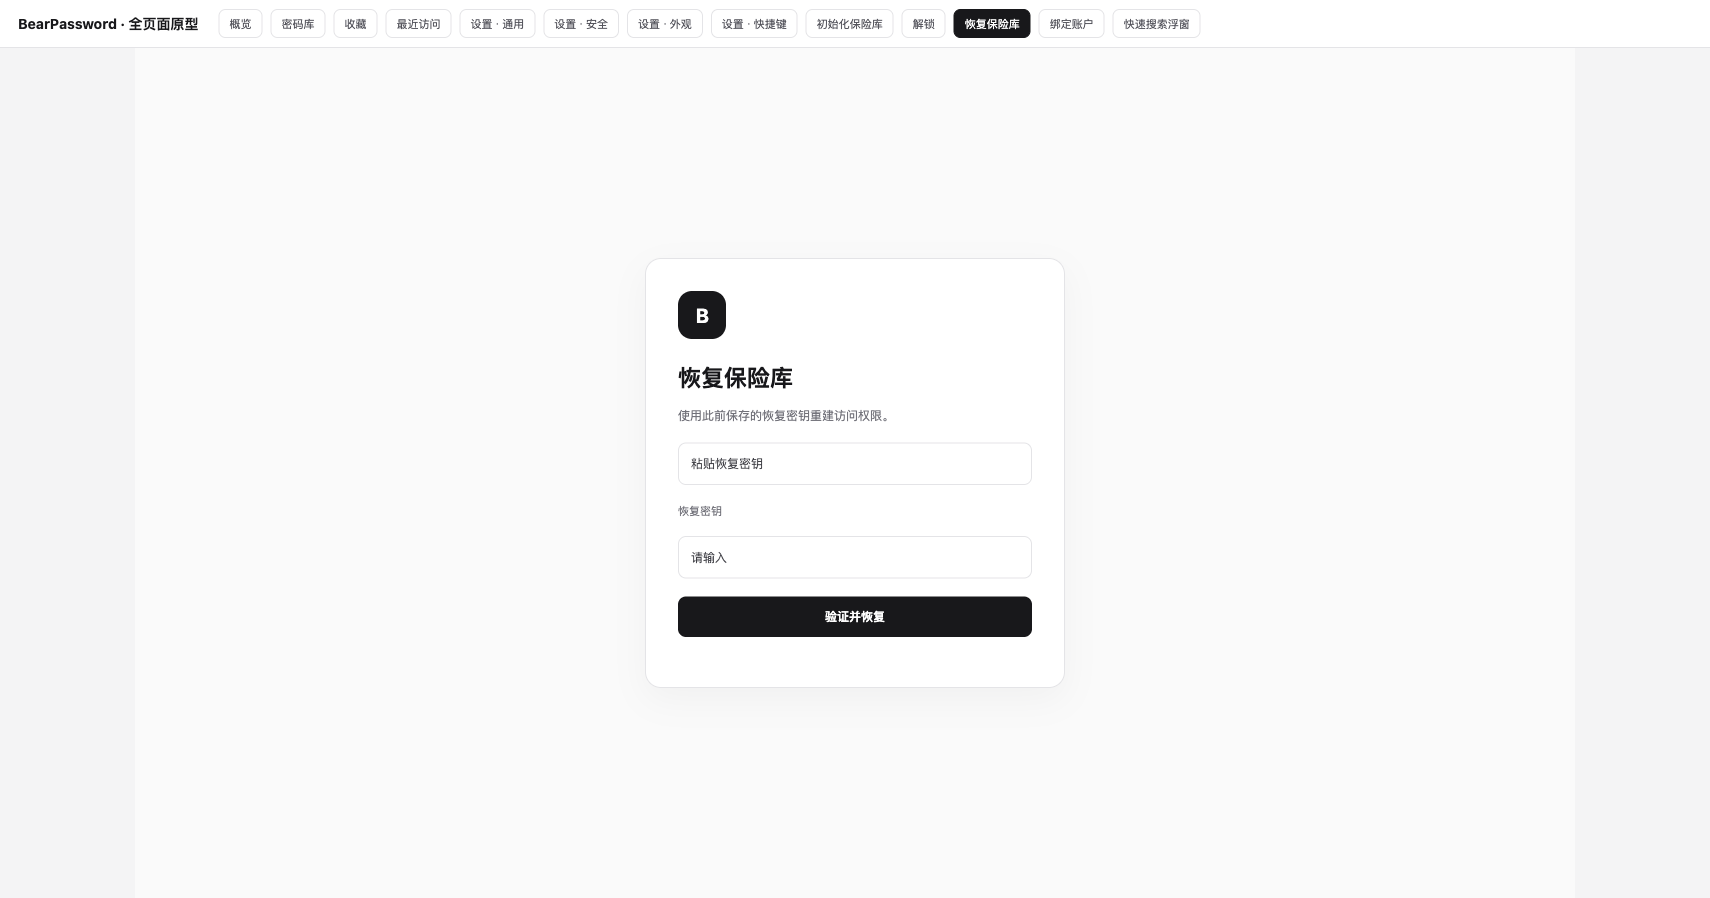 BearPassword · 全页面原型 概览 密码库 收藏 最近访问 设置 · 通用 设置 · 安全 设置 · 外观 设置 · 快捷键 初始化保险库 解锁 恢复保险库 绑定账户 快速搜索浮窗
B
恢复保险库
使用此前保存的恢复密钥重建访问权限。
粘贴恢复密钥
恢复密钥
请输入
验证并恢复